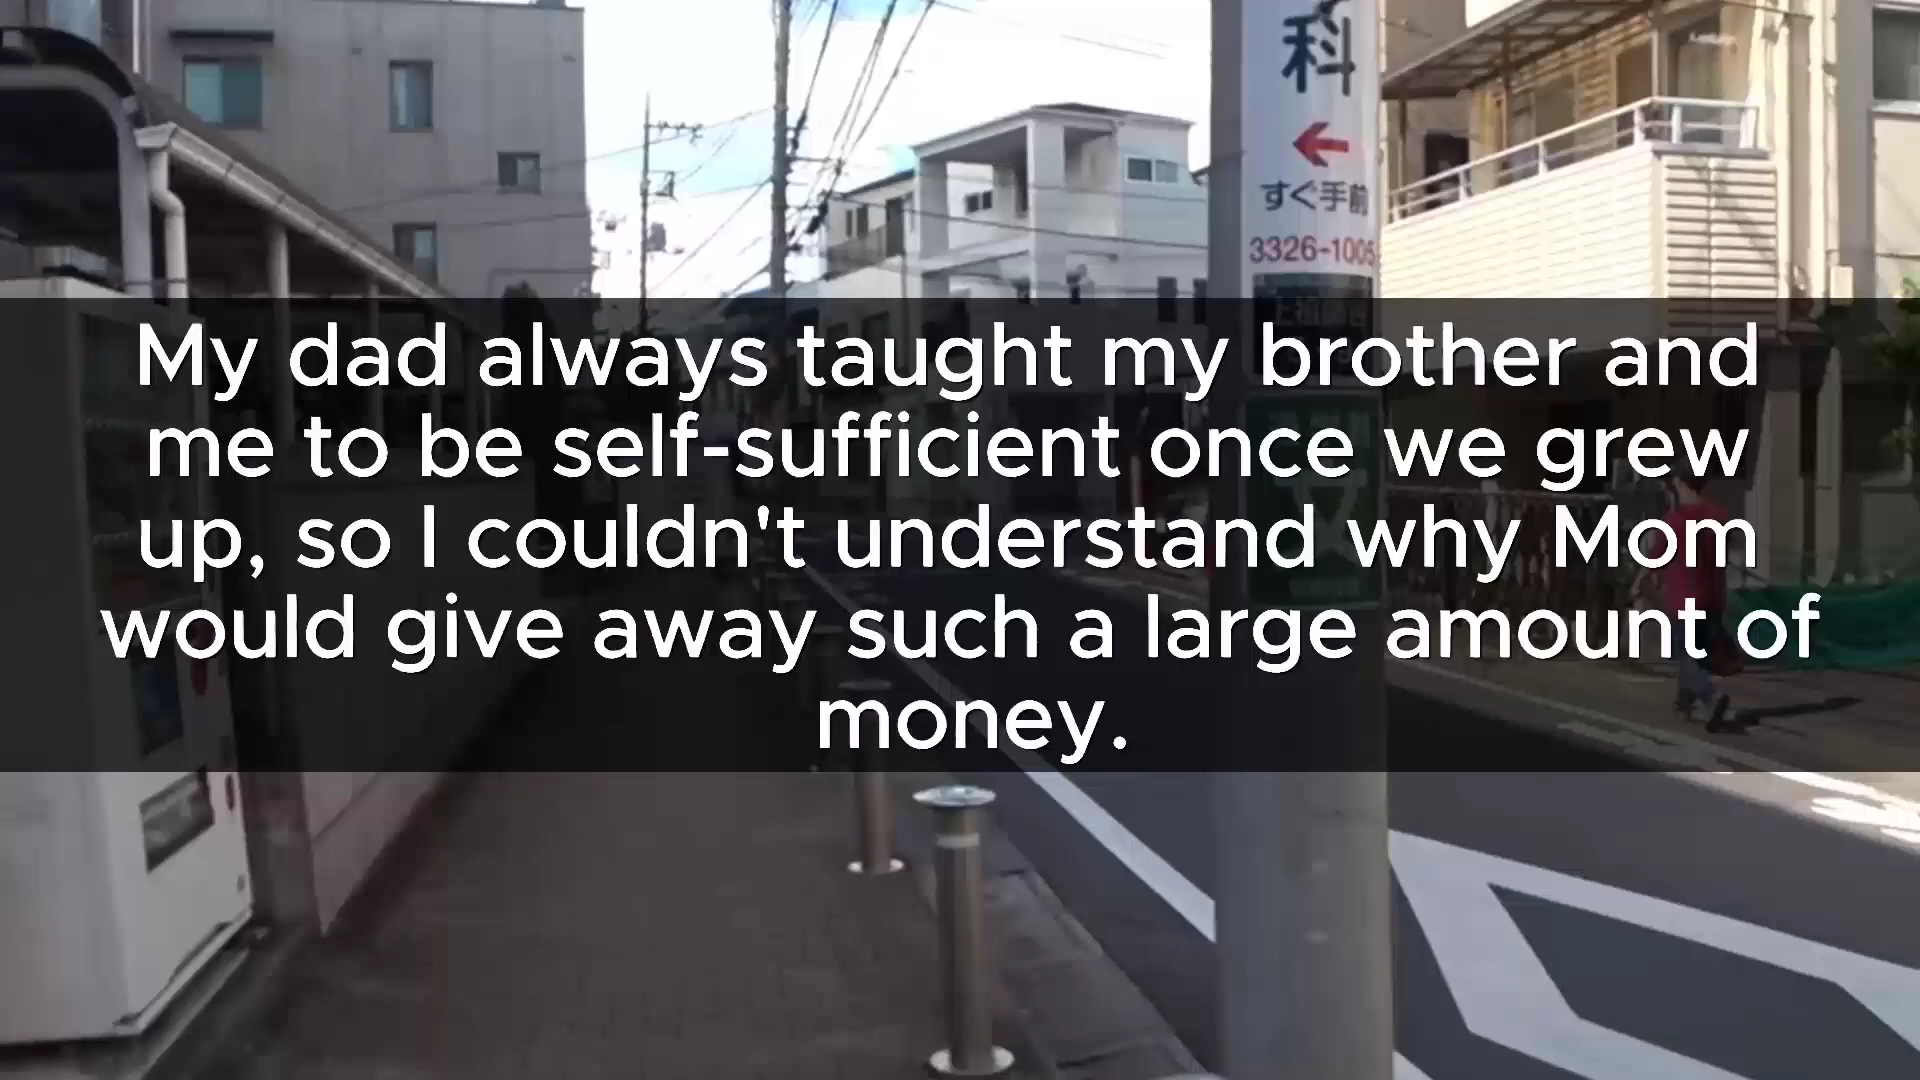 科
←
すぐ手前
3326-1005
My dad always taught my brother and
me to be self-sufficient once we grew
up, so I couldn't understand why Mom
would give away such a large amount of
money.